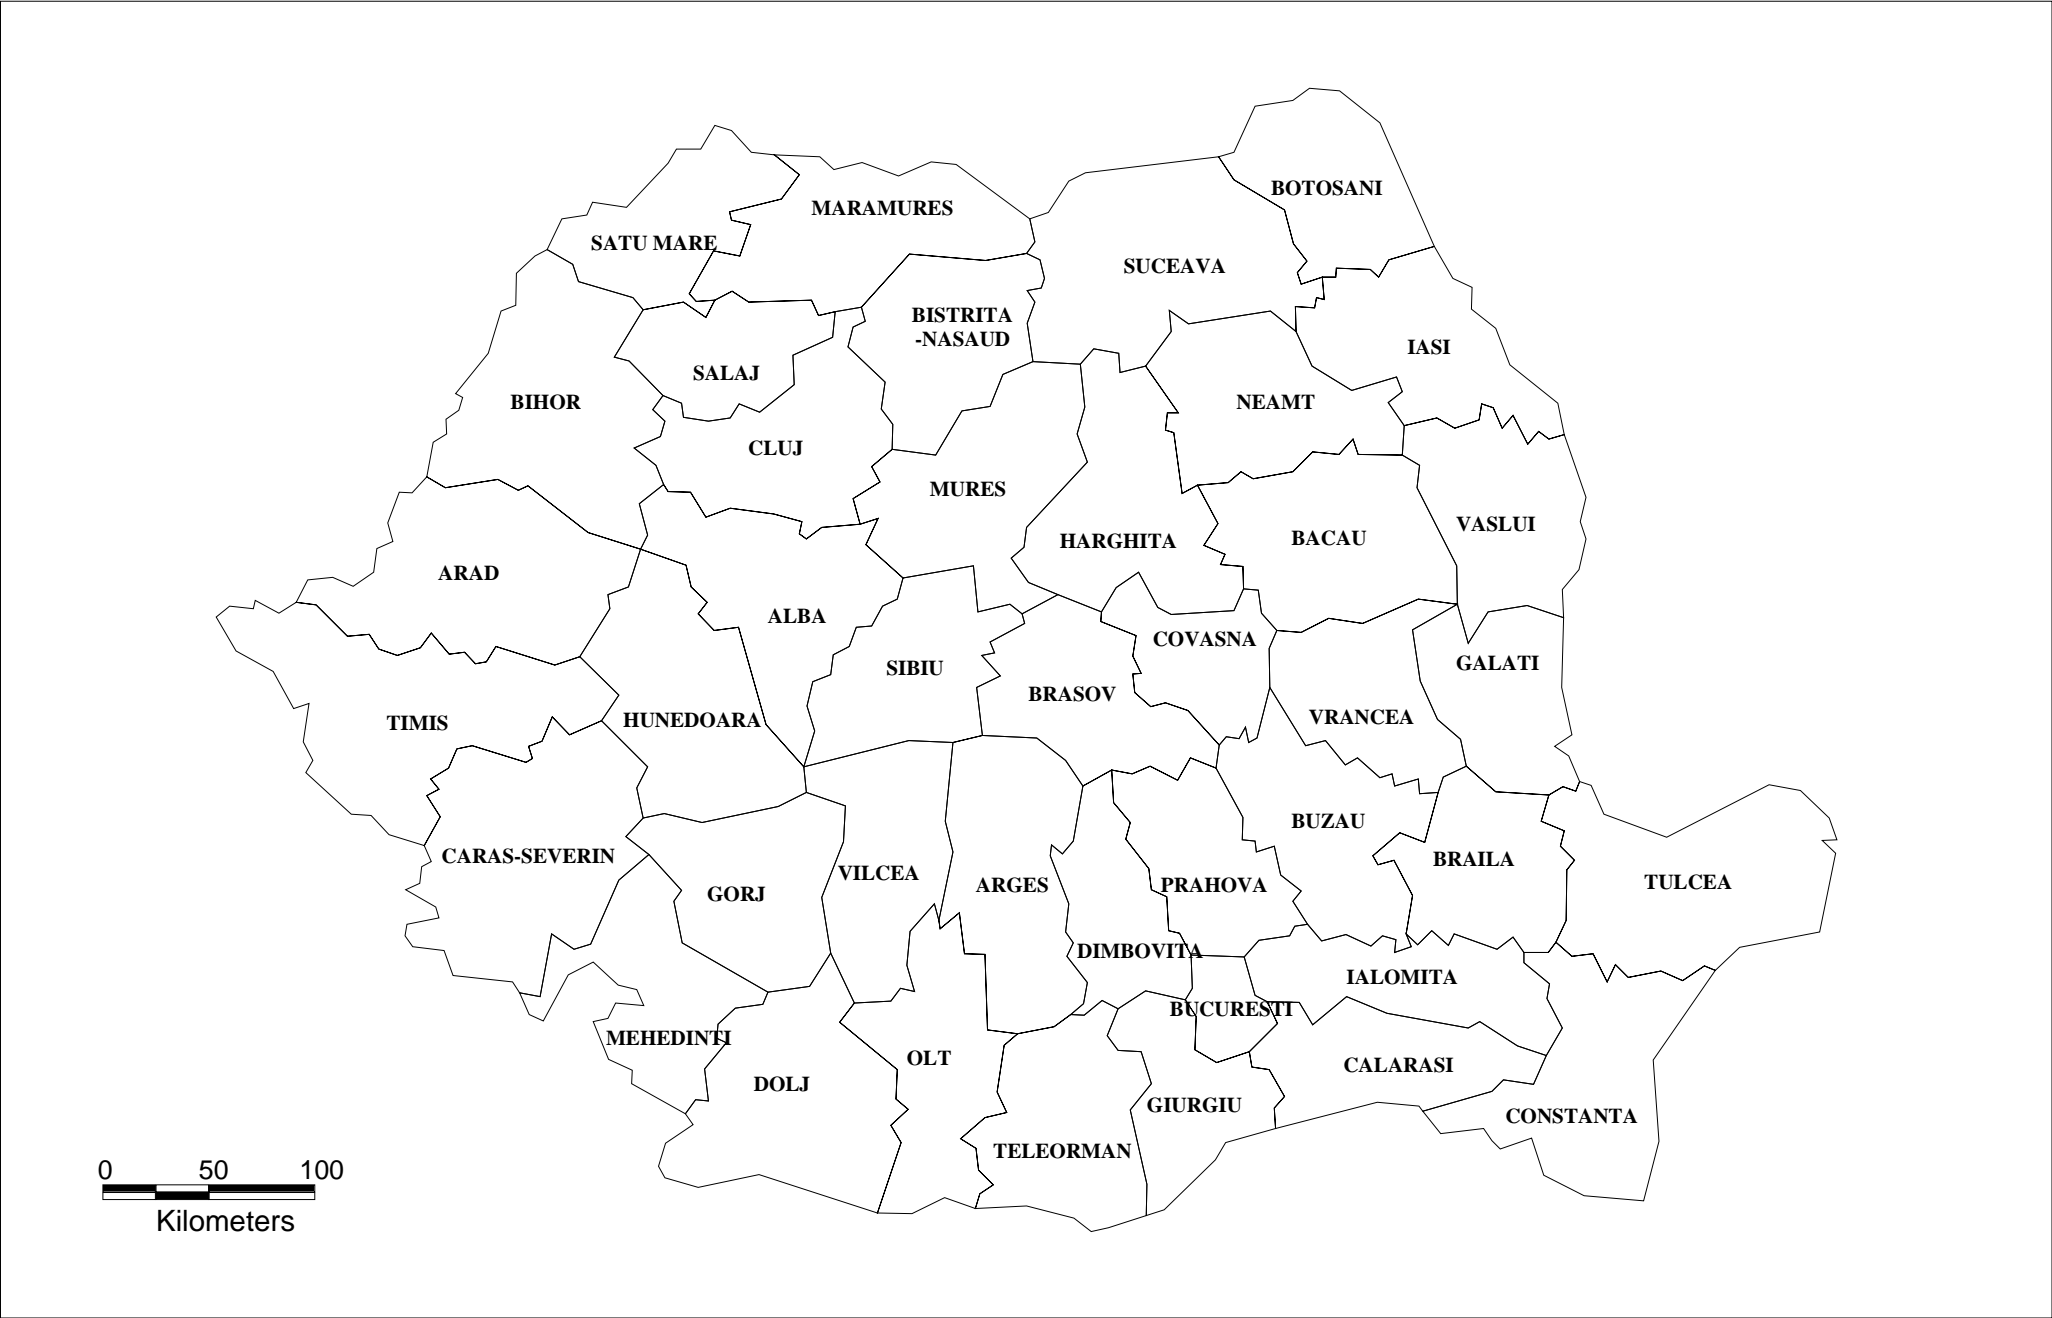 BOTOSANI
MARAMURES
SATU MARE
SUCEAVA
BISTRITA
-NASAUD
IASI
SALAJ
BIHOR
NEAMT
CLUJ
MURES
VASLUI
HARGHITA
BACAU
ARAD
ALBA
COVASNA
GALATI
SIBIU
BRASOV
TIMIS
HUNEDOARA
VRANCEA
BUZAU
CARAS-SEVERIN
BRAILA
VILCEA
TULCEA
GORJ
ARGES
PRAHOVA
DIMBOVITA
IALOMITA
BUCURESTI
MEHEDINTI
OLT
CALARASI
DOLJ
GIURGIU
CONSTANTA
TELEORMAN
0 50 100
Kilometers